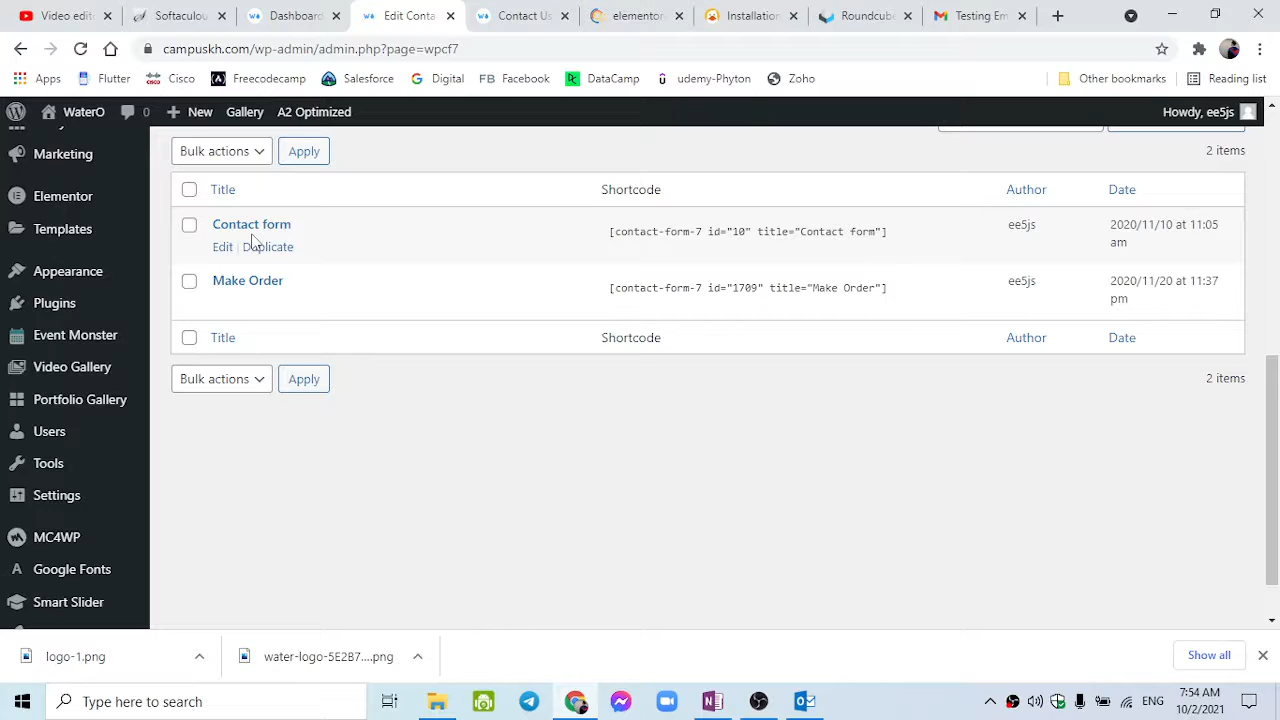 Video edit
Softaculou
Dashboard
Edit Conta
Contact Us
elementor
Installation
Roundcube
Testing Em
campuskh.com/wp-admin/admin.php?page=wpcf7
Apps
Flutter
Cisco
Freecodecamp
Salesforce
Digital
FB Facebook
DataCamp
udemy-Phyton
Zoho
Other bookmarks
Reading list
WaterO
0
New
Gallery
A2 Optimized
Howdy, ee5js
Marketing
Elementor
Templates
Appearance
Plugins
Event Monster
Video Gallery
Portfolio Gallery
Users
Tools
Settings
MC4WP
Google Fonts
Smart Slider
Bulk actions
Apply
2 items
Title
Shortcode
Author
Date
Contact form
[contact-form-7 id="10" title="Contact form"]
ee5js
2020/11/10 at 11:05
am
Edit | Duplicate
Make Order
[contact-form-7 id="1709" title="Make Order"]
ee5js
2020/11/20 at 11:37
pm
Title
Shortcode
Author
Date
Bulk actions
Apply
2 items
logo-1.png
water-logo-5E2B7....png
Show all
Type here to search
ENG
7:54 AM
10/2/2021